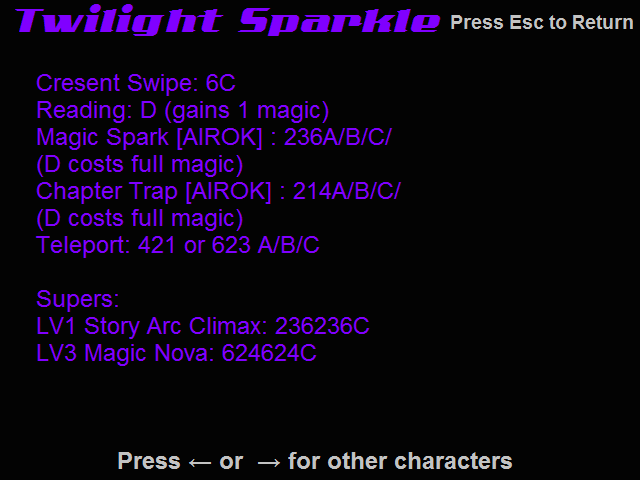 Twilight Sparkle
Press Esc to Return
Cresent Swipe: 6C
Reading: D (gains 1 magic)
Magic Spark [AIROK] : 236A/B/C/
(D costs full magic)
Chapter Trap [AIROK] : 214A/B/C/
(D costs full magic)
Teleport: 421 or 623 A/B/C
Supers:
LV1 Story Arc Climax: 236236C
LV3 Magic Nova: 624624C
Press ← or → for other characters